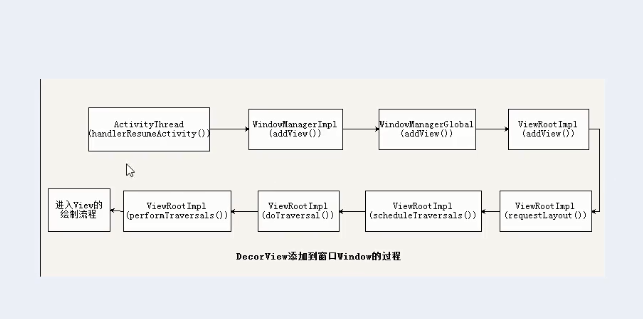 ActivityThread
(handlerResumeActivity())
WindowManagerImpl
(addView())
WindowManagerGlobal
(addView())
ViewRootImpl
(addView())
进入View的
绘制流程
ViewRootImpl
(performTraversals())
ViewRootImpl
(doTraversal())
ViewRootImpl
(scheduleTraversals())
ViewRootImpl
(requestLayout())
DecorView添加到窗口Window的过程